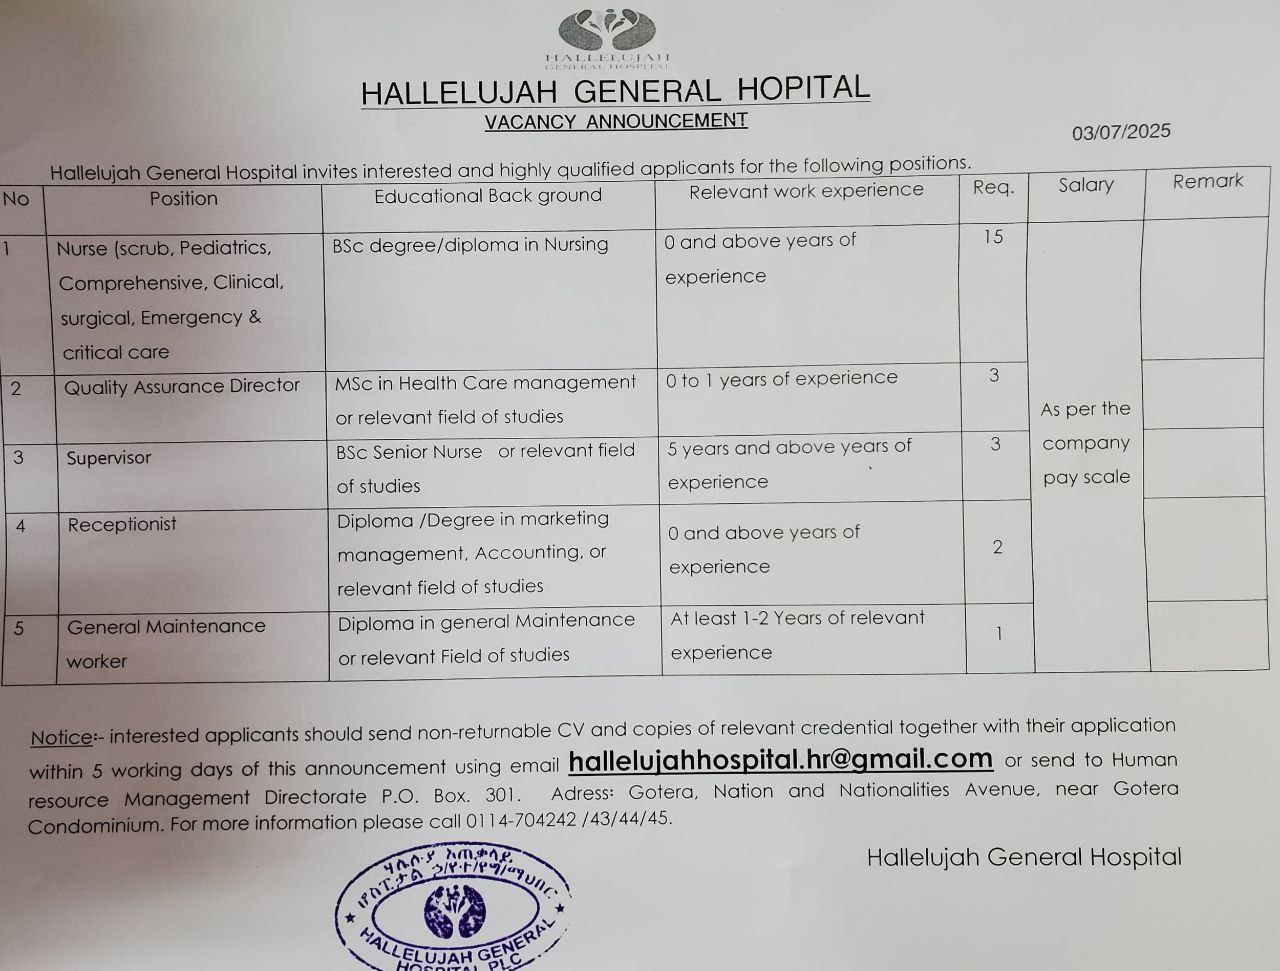 HALLELUJAH
GENERAL HOSPITAL
HALLELUJAH GENERAL HOPITAL
VACANCY ANNOUNCEMENT
03/07/2025
Hallelujah General Hospital invites interested and highly qualified applicants for the following positions.
No Position Educational Back ground Relevant work experience Req. Salary Remark
1 Nurse (scrub, Pediatrics, BSc degree/diploma in Nursing 0 and above years of 15
Comprehensive, Clinical, experience
surgical, Emergency &
critical care
2 Quality Assurance Director MSc in Health Care management 0 to 1 years of experience 3
or relevant field of studies As per the
3 Supervisor BSc Senior Nurse or relevant field 5 years and above years of 3 company
of studies experience pay scale
4 Receptionist Diploma /Degree in marketing 0 and above years of 2
management, Accounting, or experience
relevant field of studies
5 General Maintenance Diploma in general Maintenance At least 1-2 Years of relevant 1
worker or relevant Field of studies experience
Notice:- interested applicants should send non-returnable CV and copies of relevant credential together with their application
within 5 working days of this announcement using email hallelujahhospital.hr@gmail.com or send to Human
resource Management Directorate P.O. Box. 301. Adress: Gotera, Nation and Nationalities Avenue, near Gotera
Condominium. For more information please call 0114-704242 /43/44/45.
Hallelujah General Hospital
ሃሌሉያ አጠቃላይ
ሆስፒታል
HALLELUJAH GENERAL
HOSPITAL PLC